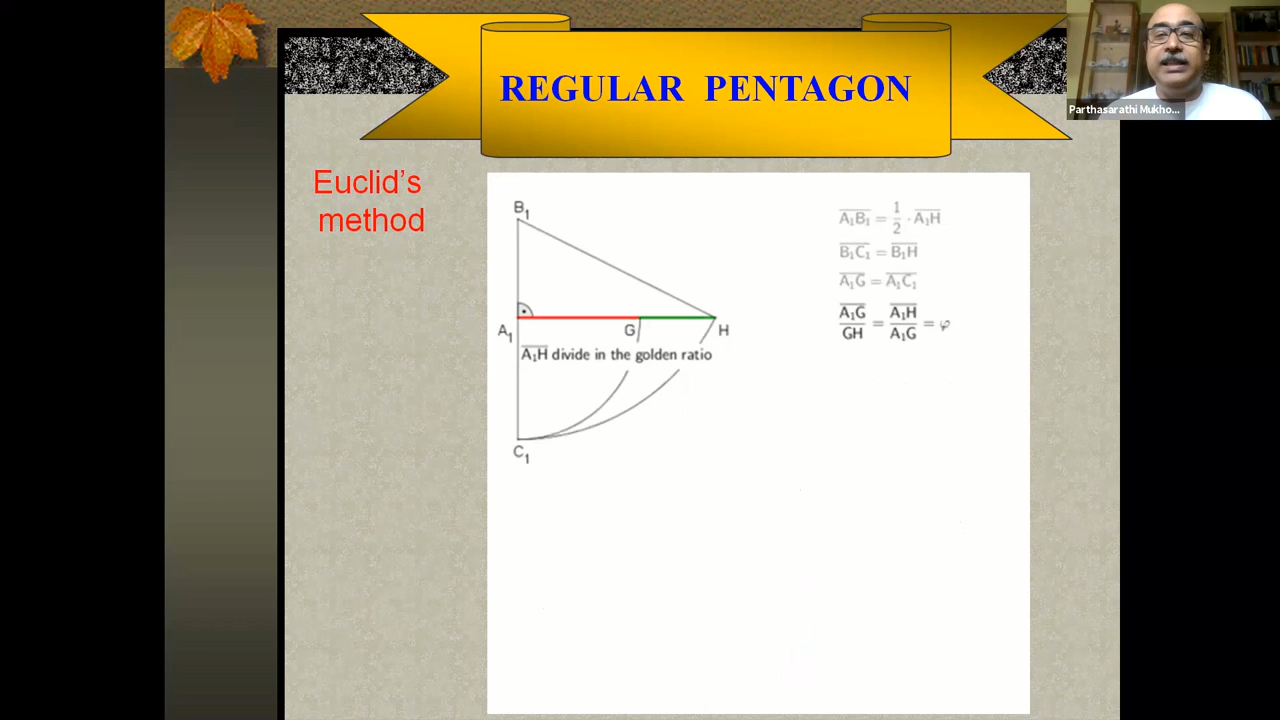 REGULAR PENTAGON
Parthasarathi Mukho...
Euclid's
method
B₁
A₁
G
H
A₁H divide in the golden ratio
C₁
A₁B₁ = 1/2 · A₁H
B₁C₁ = B₁H
A₁G = A₁C₁
A₁G/GH = A₁H/A₁G = φ